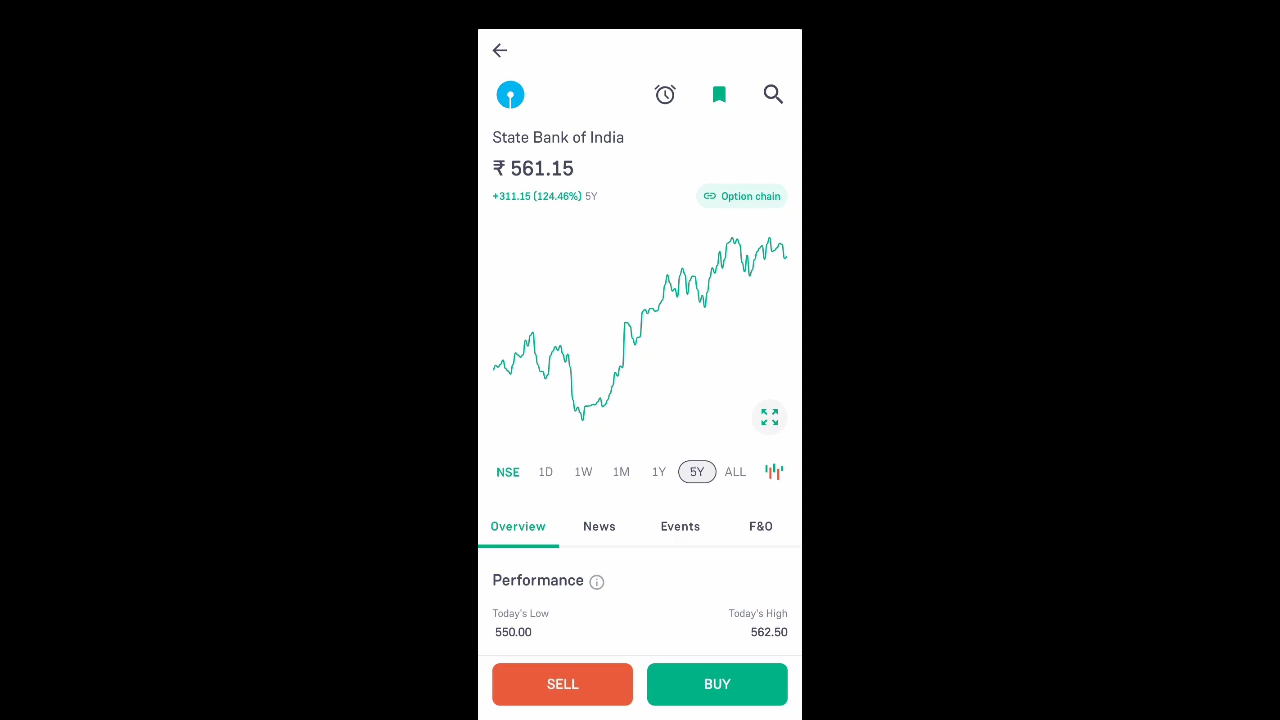 State Bank of India
₹ 561.15
+311.15 (124.46%) 5Y
Option chain
NSE 1D 1W 1M 1Y 5Y ALL
Overview News Events F&O
Performance
Today's Low Today's High
550.00 562.50
SELL BUY